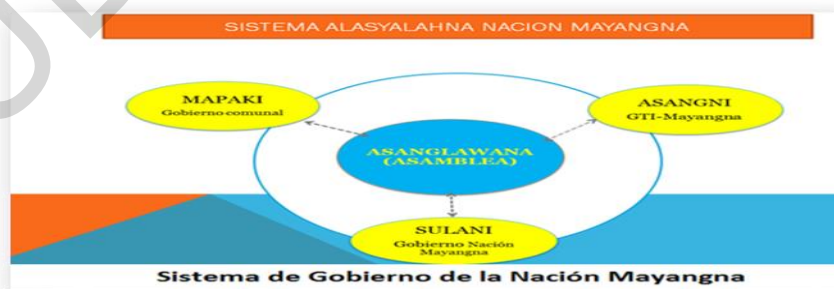 SISTEMA ALASYALAHNA NACION MAYANGNA
MAPAKI
Gobierno comunal
ASANGNI
GTI-Mayangna
ASANGLAWANA
(ASAMBLEA)
SULANI
Gobierno Nación
Mayangna
Sistema de Gobierno de la Nación Mayangna